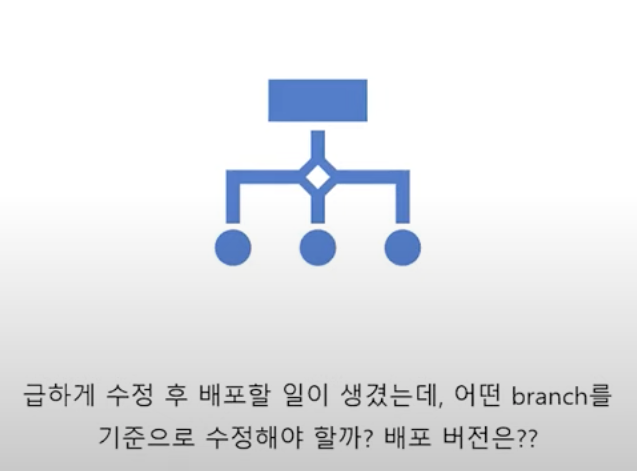 급하게 수정 후 배포할 일이 생겼는데, 어떤 branch를
기준으로 수정해야 할까? 배포 버전은??